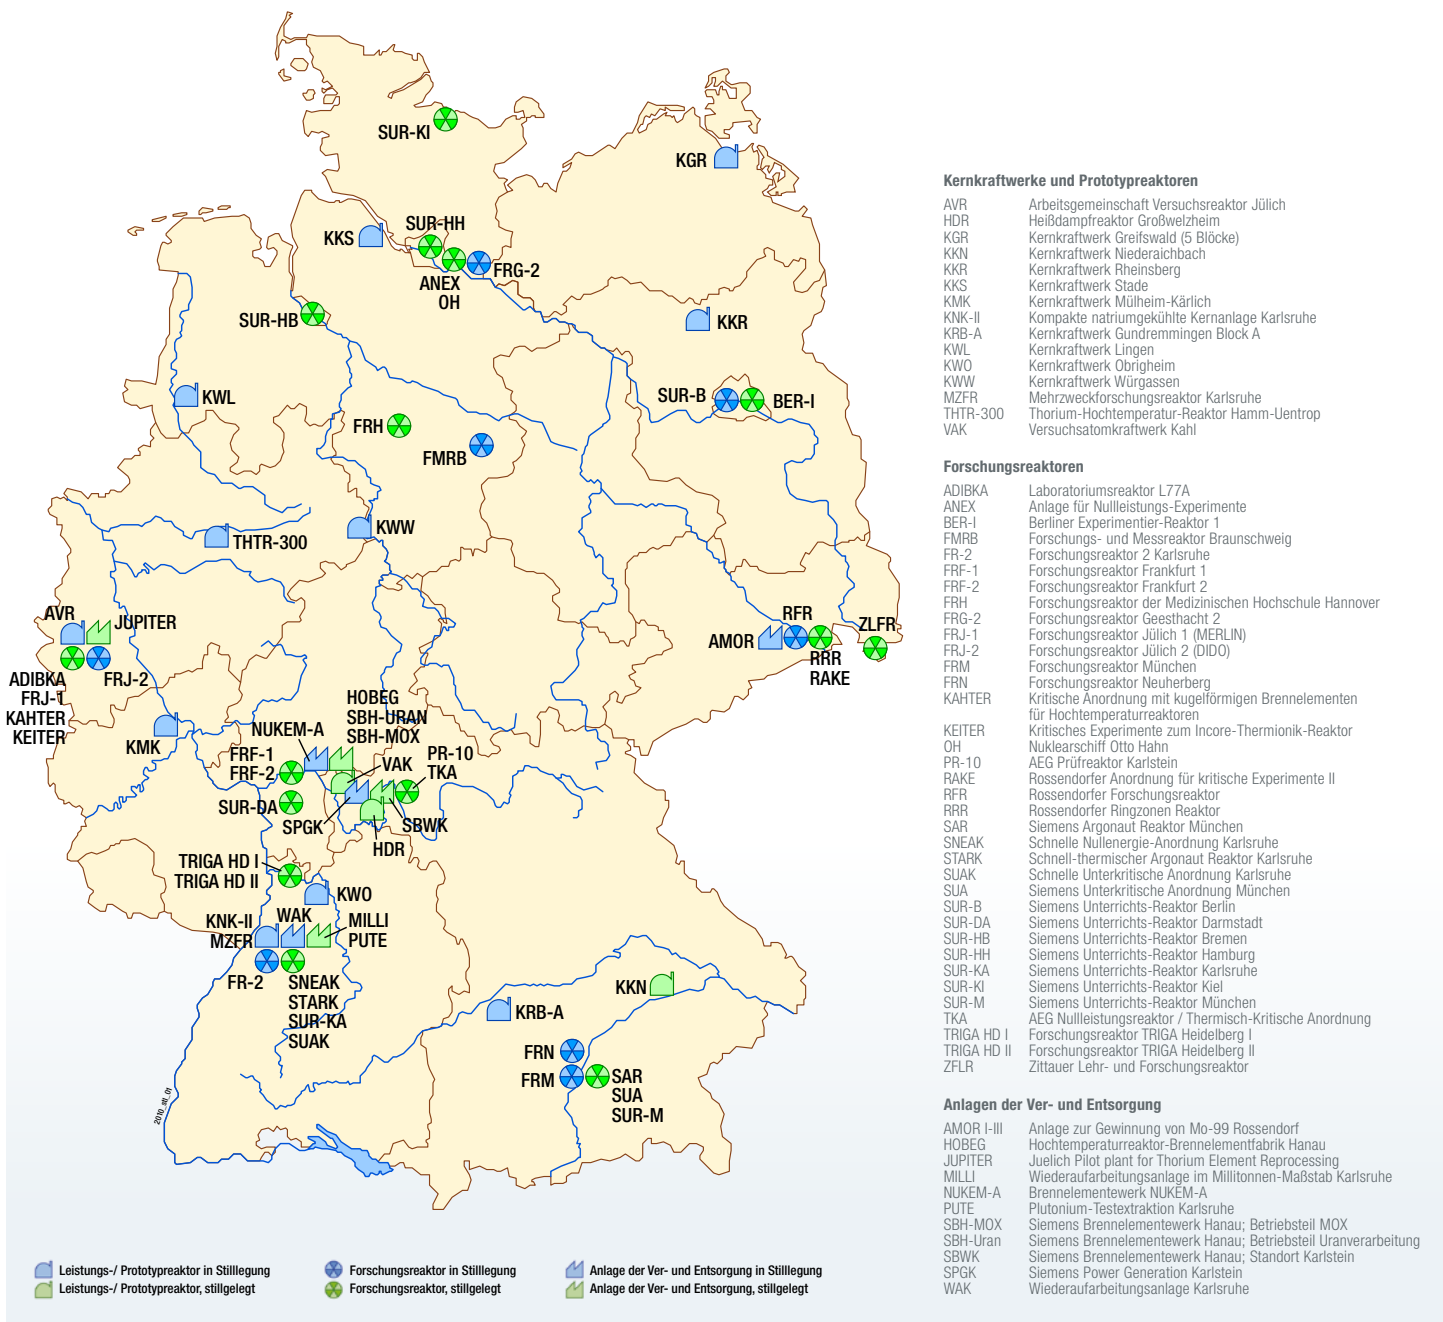 SUR-KI
KGR
SUR-HH
KKS
FRG-2
ANEX
OH
SUR-HB
KKR
KWL
SUR-B
BER-I
FRH
FMRB
KWW
THTR-300
AVR
JUPITER
RFR
ZLFR
AMOR
RRR
RAKE
ADIBKA
FRJ-1
KAHTER
KEITER
FRJ-2
HOBEG
SBH-URAN
SBH-MOX
NUKEM-A
KMK
FRF-1
FRF-2
VAK
PR-10
TKA
SUR-DA
SPGK
SBWK
HDR
TRIGA HD I
TRIGA HD II
KWO
KNK-II
MZFR
WAK
MILLI
PUTE
FR-2
SNEAK
STARK
SUR-KA
SUAK
KKN
KRB-A
FRN
FRM
SAR
SUA
SUR-M
2010_stl_01
Leistungs-/ Prototypreaktor in Stilllegung
Leistungs-/ Prototypreaktor, stillgelegt
Forschungsreaktor in Stilllegung
Forschungsreaktor, stillgelegt
Anlage der Ver- und Entsorgung in Stilllegung
Anlage der Ver- und Entsorgung, stillgelegt
Kernkraftwerke und Prototypreaktoren
AVR Arbeitsgemeinschaft Versuchsreaktor Jülich
HDR Heißdampfreaktor Großwelzheim
KGR Kernkraftwerk Greifswald (5 Blöcke)
KKN Kernkraftwerk Niederaichbach
KKR Kernkraftwerk Rheinsberg
KKS Kernkraftwerk Stade
KMK Kernkraftwerk Mülheim-Kärlich
KNK-II Kompakte natriumgekühlte Kernanlage Karlsruhe
KRB-A Kernkraftwerk Gundremmingen Block A
KWL Kernkraftwerk Lingen
KWO Kernkraftwerk Obrigheim
KWW Kernkraftwerk Würgassen
MZFR Mehrzweckforschungsreaktor Karlsruhe
THTR-300 Thorium-Hochtemperatur-Reaktor Hamm-Uentrop
VAK Versuchsatomkraftwerk Kahl
Forschungsreaktoren
ADIBKA Laboratoriumsreaktor L77A
ANEX Anlage für Nullleistungs-Experimente
BER-I Berliner Experimentier-Reaktor 1
FMRB Forschungs- und Messreaktor Braunschweig
FR-2 Forschungsreaktor 2 Karlsruhe
FRF-1 Forschungsreaktor Frankfurt 1
FRF-2 Forschungsreaktor Frankfurt 2
FRH Forschungsreaktor der Medizinischen Hochschule Hannover
FRG-2 Forschungsreaktor Geesthacht 2
FRJ-1 Forschungsreaktor Jülich 1 (MERLIN)
FRJ-2 Forschungsreaktor Jülich 2 (DIDO)
FRM Forschungsreaktor München
FRN Forschungsreaktor Neuherberg
KAHTER Kritische Anordnung mit kugelförmigen Brennelementen
für Hochtemperaturreaktoren
KEITER Kritisches Experimente zum Incore-Thermionik-Reaktor
OH Nuklearschiff Otto Hahn
PR-10 AEG Prüfreaktor Karlstein
RAKE Rossendorfer Anordnung für kritische Experimente II
RFR Rossendorfer Forschungsreaktor
RRR Rossendorfer Ringzonen Reaktor
SAR Siemens Argonaut Reaktor München
SNEAK Schnelle Nullenergie-Anordnung Karlsruhe
STARK Schnell-thermischer Argonaut Reaktor Karlsruhe
SUAK Schnelle Unterkritische Anordnung Karlsruhe
SUA Siemens Unterkritische Anordnung München
SUR-B Siemens Unterrichts-Reaktor Berlin
SUR-DA Siemens Unterrichts-Reaktor Darmstadt
SUR-HB Siemens Unterrichts-Reaktor Bremen
SUR-HH Siemens Unterrichts-Reaktor Hamburg
SUR-KA Siemens Unterrichts-Reaktor Karlsruhe
SUR-KI Siemens Unterrichts-Reaktor Kiel
SUR-M Siemens Unterrichts-Reaktor München
TKA AEG Nullleistungsreaktor / Thermisch-Kritische Anordnung
TRIGA HD I Forschungsreaktor TRIGA Heidelberg I
TRIGA HD II Forschungsreaktor TRIGA Heidelberg II
ZFLR Zittauer Lehr- und Forschungsreaktor
Anlagen der Ver- und Entsorgung
AMOR I-III Anlage zur Gewinnung von Mo-99 Rossendorf
HOBEG Hochtemperaturreaktor-Brennelementfabrik Hanau
JUPITER Juelich Pilot plant for Thorium Element Reprocessing
MILLI Wiederaufarbeitungsanlage im Millitonnen-Maßstab Karlsruhe
NUKEM-A Brennelementewerk NUKEM-A
PUTE Plutonium-Testextraktion Karlsruhe
SBH-MOX Siemens Brennelementewerk Hanau; Betriebsteil MOX
SBH-Uran Siemens Brennelementewerk Hanau; Betriebsteil Uranverarbeitung
SBWK Siemens Brennelementewerk Hanau; Standort Karlstein
SPGK Siemens Power Generation Karlstein
WAK Wiederaufarbeitungsanlage Karlsruhe